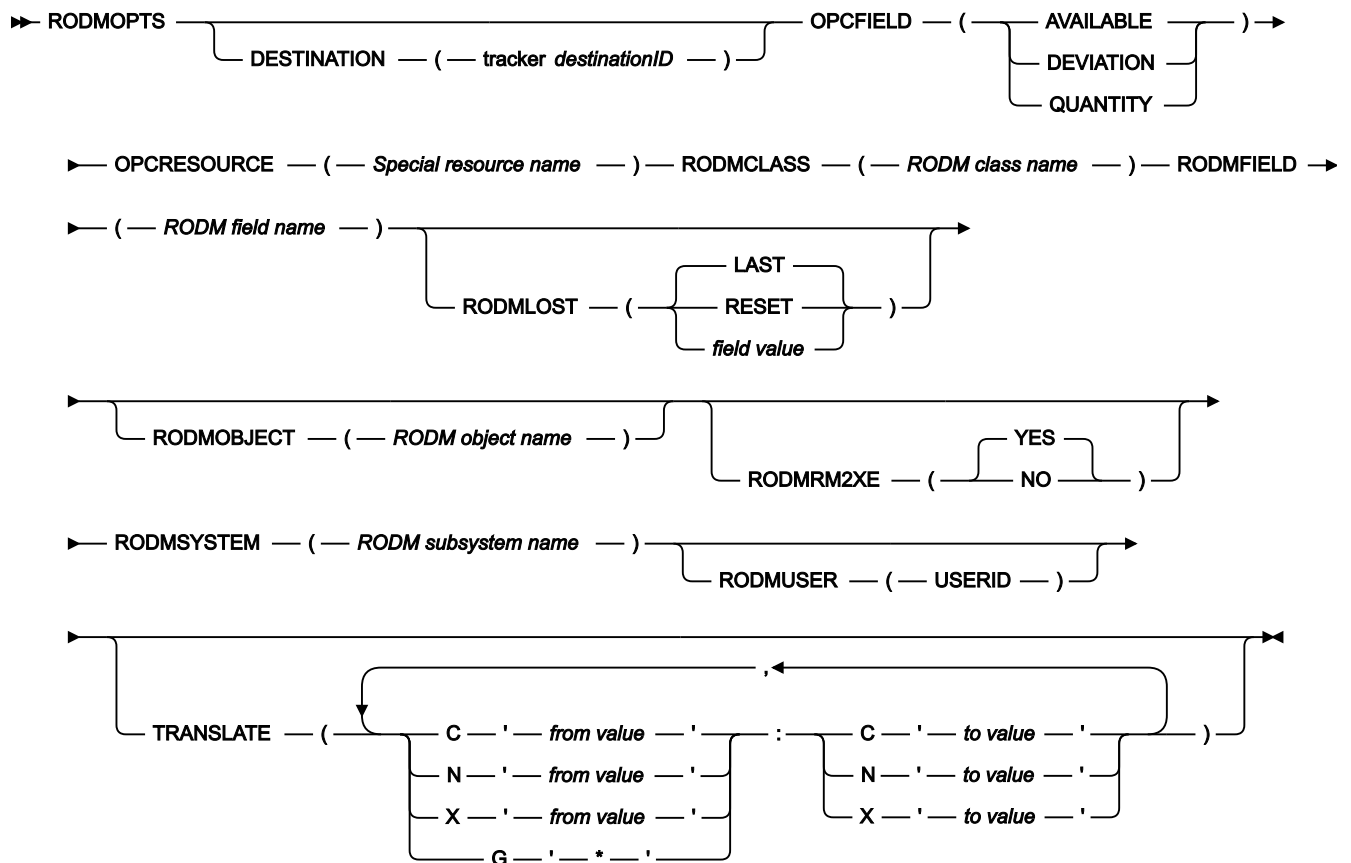 RODMOPTS OPCFIELD ( AVAILABLE )
DESTINATION ( tracker destinationID ) DEVIATION
QUANTITY
OPCRESOURCE ( Special resource name ) RODMCLASS ( RODM class name ) RODMFIELD
( RODM field name )
LAST
RODMLOST ( RESET )
field value
RODMOBJECT ( RODM object name ) YES
RODMRM2XE ( NO )
RODMSYSTEM ( RODM subsystem name )
RODMUSER ( USERID )
,
TRANSLATE ( C ' from value ' : C ' to value ' )
N ' from value ' N ' to value '
X ' from value ' X ' to value '
G ' * '